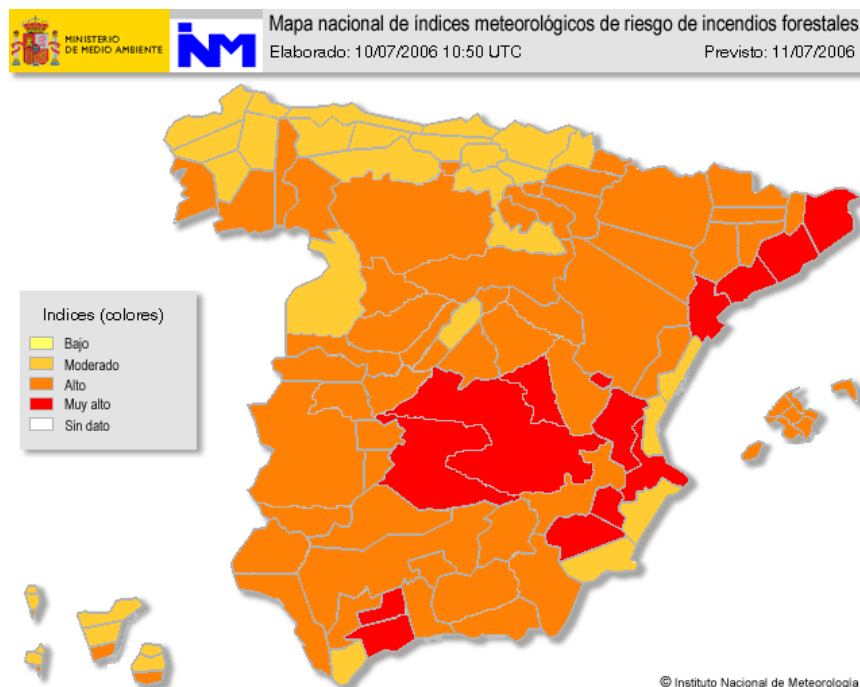 MINISTERIO
DE MEDIO AMBIENTE
INM
Mapa nacional de índices meteorológicos de riesgo de incendios forestales
Elaborado: 10/07/2006 10:50 UTC
Previsto: 11/07/2006
Indices (colores)
Bajo
Moderado
Alto
Muy alto
Sin dato
© Instituto Nacional de Meteorología